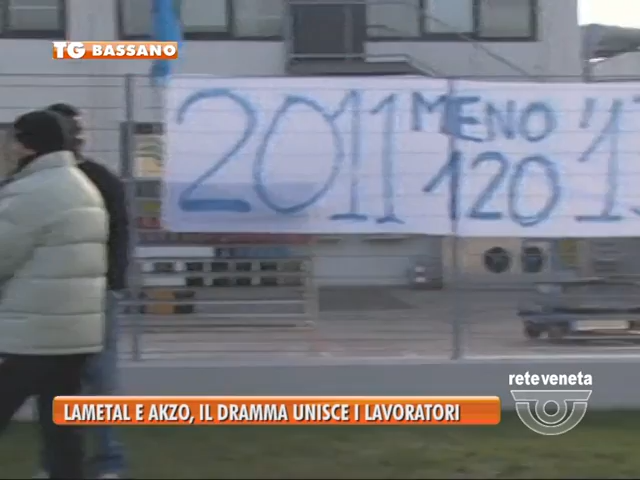 TG BASSANO
2011 MENO
120
reteveneta
LAMETAL E AKZO, IL DRAMMA UNISCE I LAVORATORI